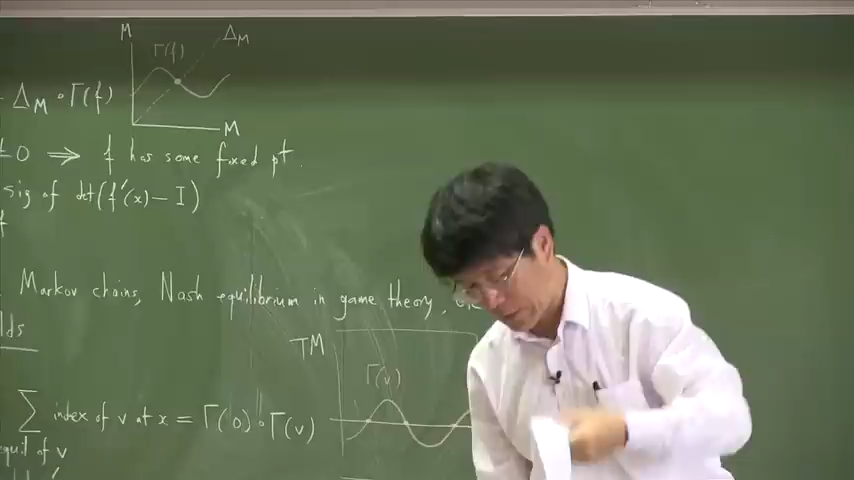 M
Γ(f)
Δ_M
Δ_M ∘ Γ(f)
M
≠ 0 ⟹ f has some fixed pt.
sig of det(f'(x) − I)
Markov chains, Nash equilibrium in game theory,
TM
Γ(v)
∑ index of v at x = Γ(0) ∘ Γ(v)
equil of v